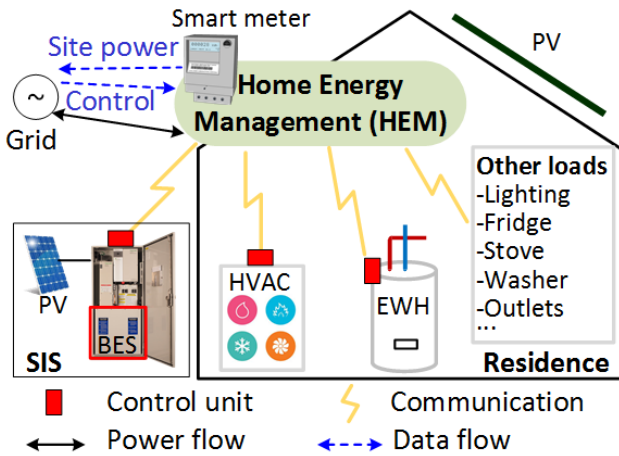 Smart meter
Site power
Control
~
Grid
Home Energy
Management (HEM)
PV
Other loads
-Lighting
-Fridge
-Stove
-Washer
-Outlets
...
PV
BES
SIS
HVAC
EWH
Residence
Control unit
Communication
Power flow
Data flow